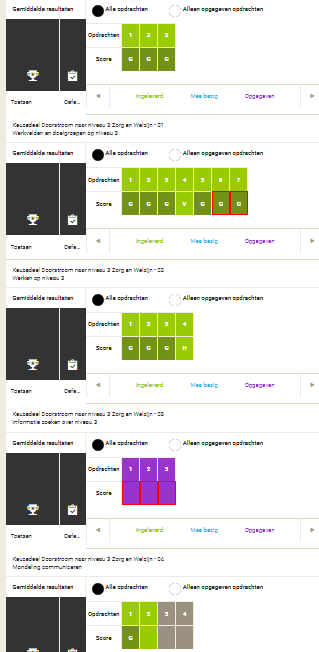 Gemiddelde resultaten Alle opdrachten Alleen opgegeven opdrachten
Opdrachten 1 2 3
Score G G G
Toetsen Oefe... Ingeleverd Mee bezig Opgegeven
Keuzedeel Doorstroom naar niveau 3 Zorg en Welzijn - 01
Werkvelden en doelgroepen op niveau 3
Gemiddelde resultaten Alle opdrachten Alleen opgegeven opdrachten
Opdrachten 1 2 3 4 5 6 7
Score G G G V G G G
Toetsen Oefe... Ingeleverd Mee bezig Opgegeven
Keuzedeel Doorstroom naar niveau 3 Zorg en Welzijn - 02
Werken op niveau 3
Gemiddelde resultaten Alle opdrachten Alleen opgegeven opdrachten
Opdrachten 1 2 3 4
Score G G G H
Toetsen Oefe... Ingeleverd Mee bezig Opgegeven
Keuzedeel Doorstroom naar niveau 3 Zorg en Welzijn - 03
Informatie zoeken over niveau 3
Gemiddelde resultaten Alle opdrachten Alleen opgegeven opdrachten
Opdrachten 1 2 3
Score
Toetsen Oefe... Ingeleverd Mee bezig Opgegeven
Keuzedeel Doorstroom naar niveau 3 Zorg en Welzijn - 04
Mondeling communiceren
Gemiddelde resultaten Alle opdrachten Alleen opgegeven opdrachten
Opdrachten 1 2 3 4
Score G